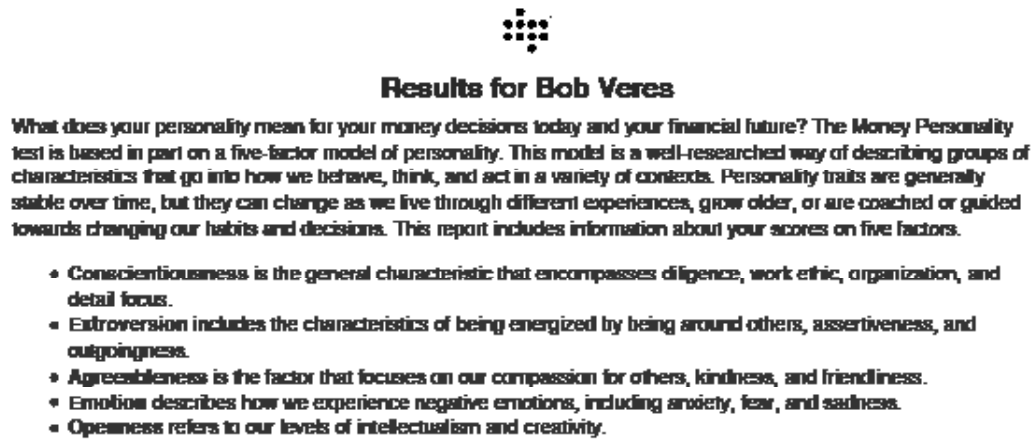 Results for Bob Veres
What does your personality mean for your money decisions today and your financial future? The Money Personality
test is based in part on a five-factor model of personality. This model is a well-researched way of describing groups of
characteristics that go into how we behave, think, and act in a variety of contexts. Personality traits are generally
stable over time, but they can change as we live through different experiences, grow older, or are coached or guided
towards changing our habits and decisions. This report includes information about your scores on five factors.
• Conscientiousness is the general characteristic that encompasses diligence, work ethic, organization, and
detail focus.
• Extroversion includes the characteristics of being energized by being around others, assertiveness, and
outgoingness.
• Agreeableness is the factor that focuses on our compassion for others, kindness, and friendliness.
• Emotion describes how we experience negative emotions, including anxiety, fear, and sadness.
• Openness refers to our levels of intellectualism and creativity.